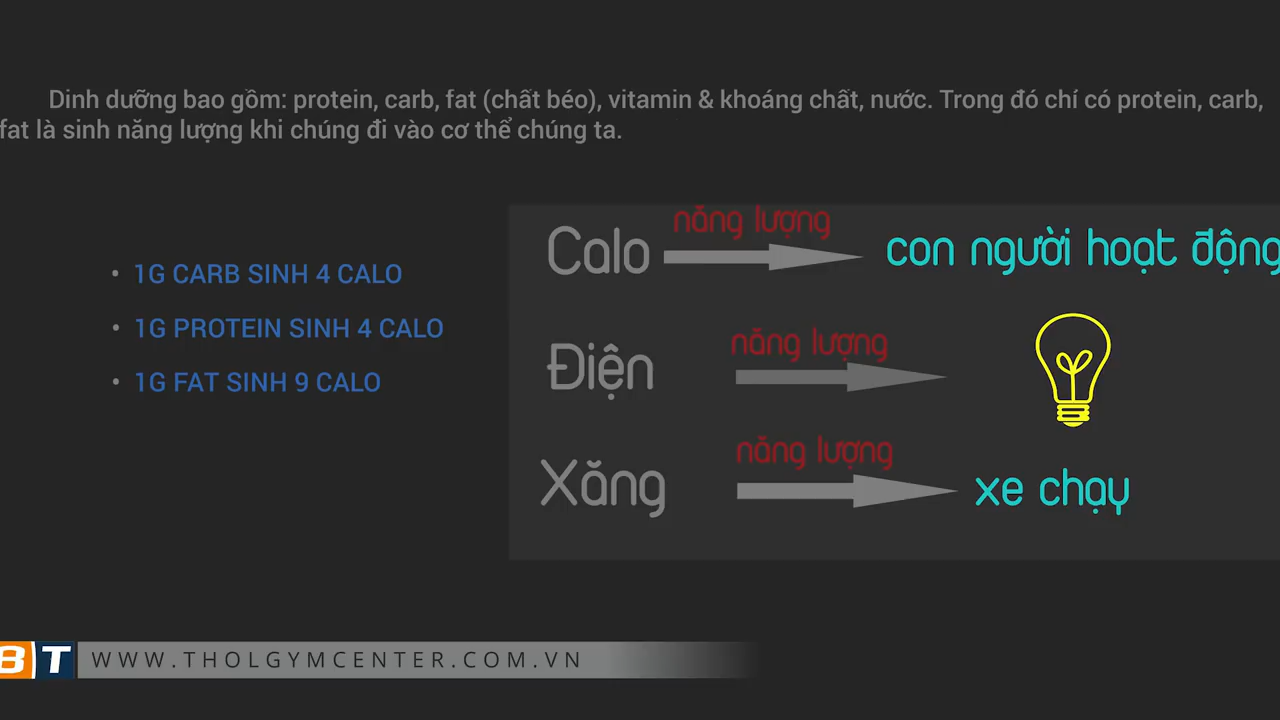 Dinh dưỡng bao gồm: protein, carb, fat (chất béo), vitamin & khoáng chất, nước. Trong đó chí có protein, carb,
fat là sinh năng lượng khi chúng đi vào cơ thể chúng ta.
• 1G CARB SINH 4 CALO
• 1G PROTEIN SINH 4 CALO
• 1G FAT SINH 9 CALO
Calo năng lượng con người hoạt động
Điện năng lượng
Xăng năng lượng xe chạy
BT WWW.THOLGYMCENTER.COM.VN